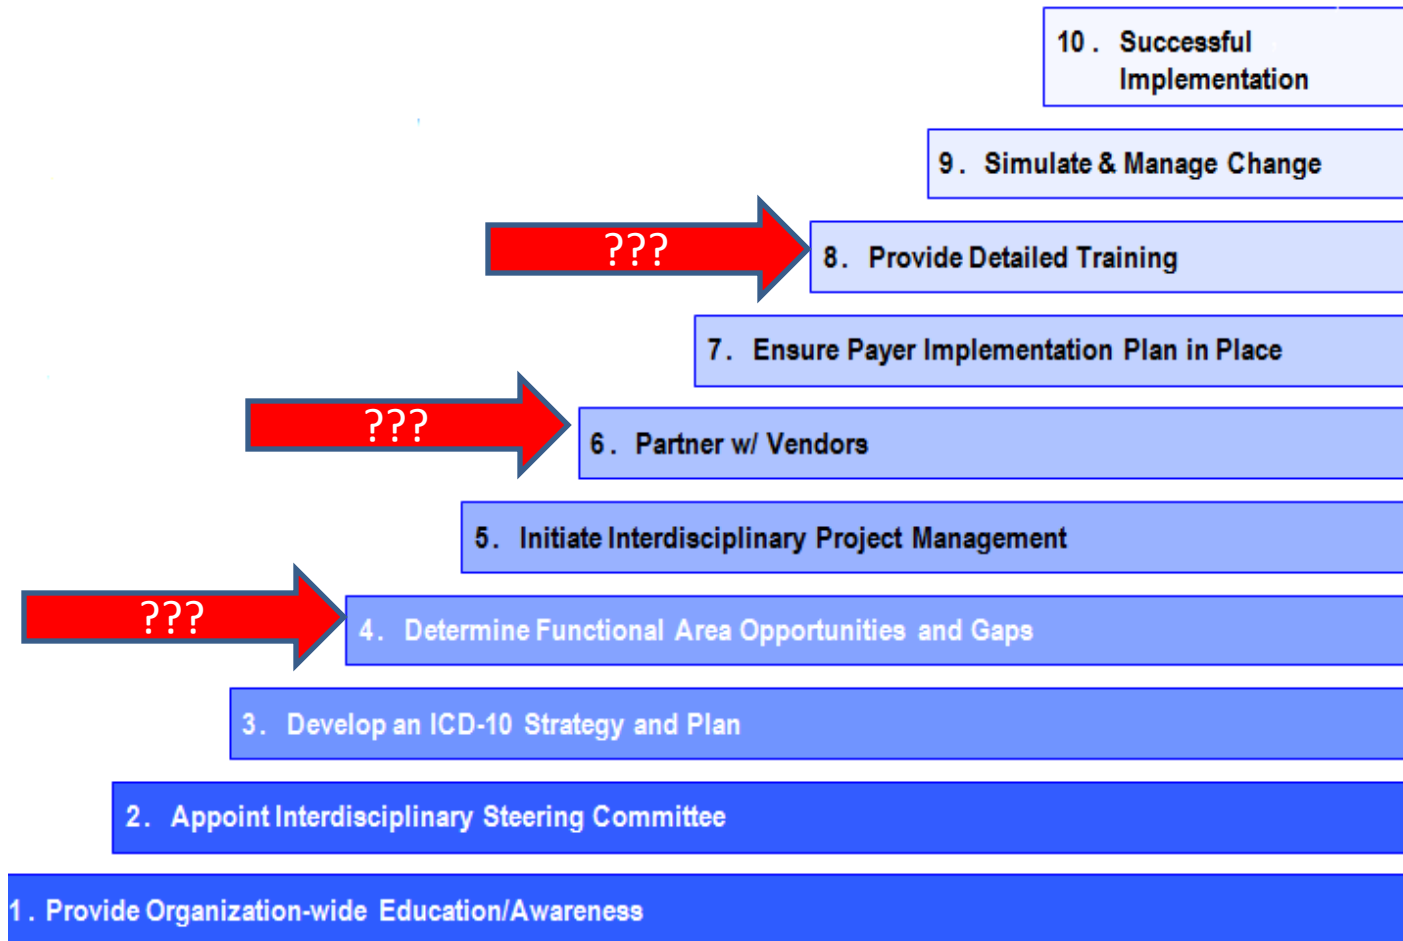 10. Successful
Implementation
9. Simulate & Manage Change
???
8. Provide Detailed Training
7. Ensure Payer Implementation Plan in Place
???
6. Partner w/ Vendors
5. Initiate Interdisciplinary Project Management
???
4. Determine Functional Area Opportunities and Gaps
3. Develop an ICD-10 Strategy and Plan
2. Appoint Interdisciplinary Steering Committee
1. Provide Organization-wide Education/Awareness